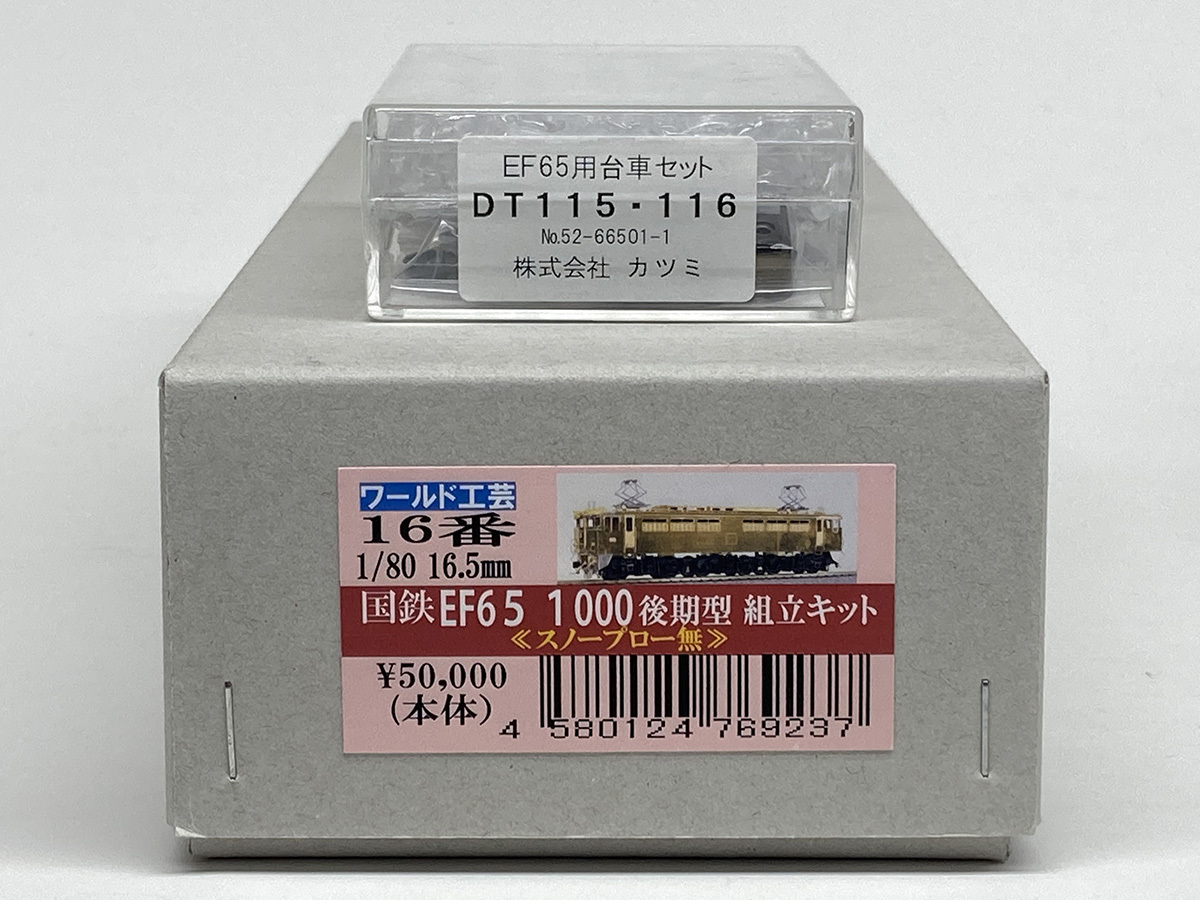 EF65用台車セット
DT115・116
№52-66501-1
株式会社 カツミ
ワールド工芸
16番
1/80 16.5mm
国鉄EF65 1000後期型 組立キット
≪スノープロー無≫
¥50,000
(本体)
4 580124 769237